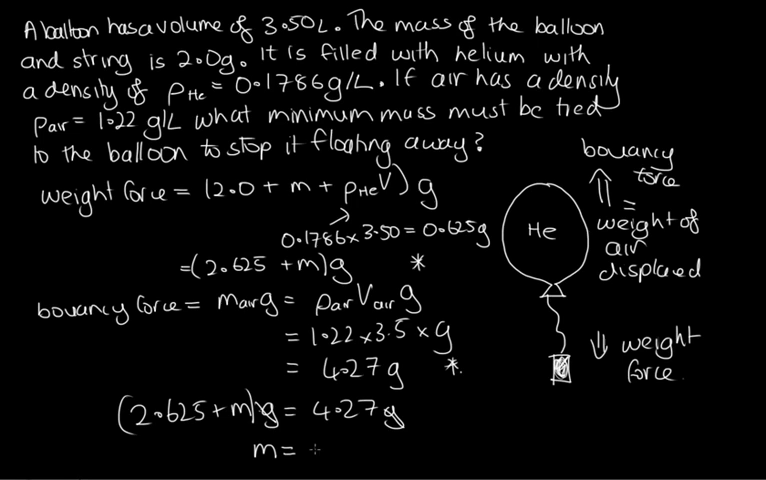 A balloon has a volume of 3.50L. The mass of the balloon
and string is 2.0g. It is filled with helium with
a density of ρHe = 0.1786g/L. If air has a density
ρair = 1.22 g/L what minimum mass must be tied
to the balloon to stop it floating away?
weight force = (2.0 + m + ρHeV) g
0.1786 x 3.50 = 0.625g
= (2.625 + m)g *
bouyancy force = mairg = ρair Vair g
= 1.22 x 3.5 x g
= 4.27 g *
(2.625 + m)g = 4.27g
m =
bouancy
force
=
weight of
air
displaced
He
weight
force